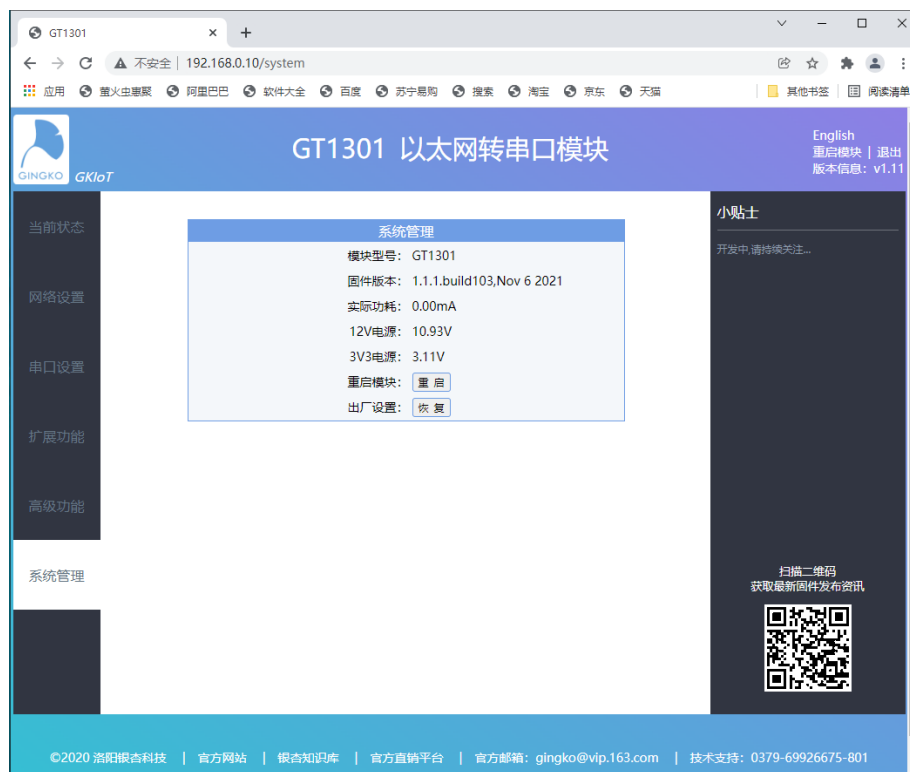 GT1301
不安全 | 192.168.0.10/system
应用 萤火虫惠聚 阿里巴巴 软件大全 百度 苏宁易购 搜索 淘宝 京东 天猫 其他书签 阅读清单
GINGKO GKIoT
GT1301 以太网转串口模块
English
重启模块 | 退出
版本信息：v1.11
当前状态
网络设置
串口设置
扩展功能
高级功能
系统管理
系统管理
模块型号： GT1301
固件版本： 1.1.1.build103,Nov 6 2021
实际功耗： 0.00mA
12V电源： 10.93V
3V3电源： 3.11V
重启模块： 重 启
出厂设置： 恢 复
小贴士
开发中,请持续关注...
扫描二维码
获取最新固件发布资讯
©2020 洛阳银杏科技 | 官方网站 | 银杏知识库 | 官方直销平台 | 官方邮箱：gingko@vip.163.com | 技术支持：0379-69926675-801